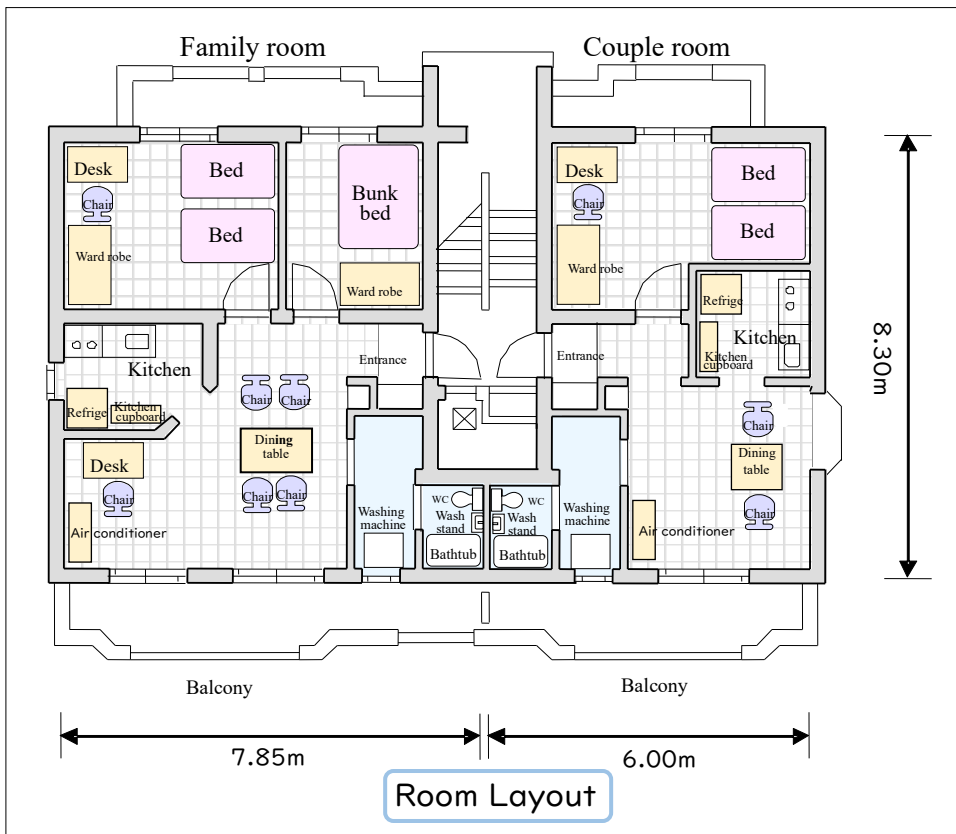 Family room
Couple room
Desk
Bed
Chair
Bed
Ward robe
Bunk
bed
Ward robe
Desk
Bed
Chair
Bed
Ward robe
Refrige
Kitchen
Kitchen
cupboard
Entrance
Entrance
Kitchen
Refrige
Kitchen
cupboard
Chair
Chair
Dining
table
Chair
Chair
Desk
Chair
Air conditioner
Washing
machine
WC
Wash
stand
Bathtub
WC
Wash
stand
Bathtub
Washing
machine
Chair
Dining
table
Chair
Air conditioner
8.30m
Balcony
Balcony
7.85m
6.00m
Room Layout